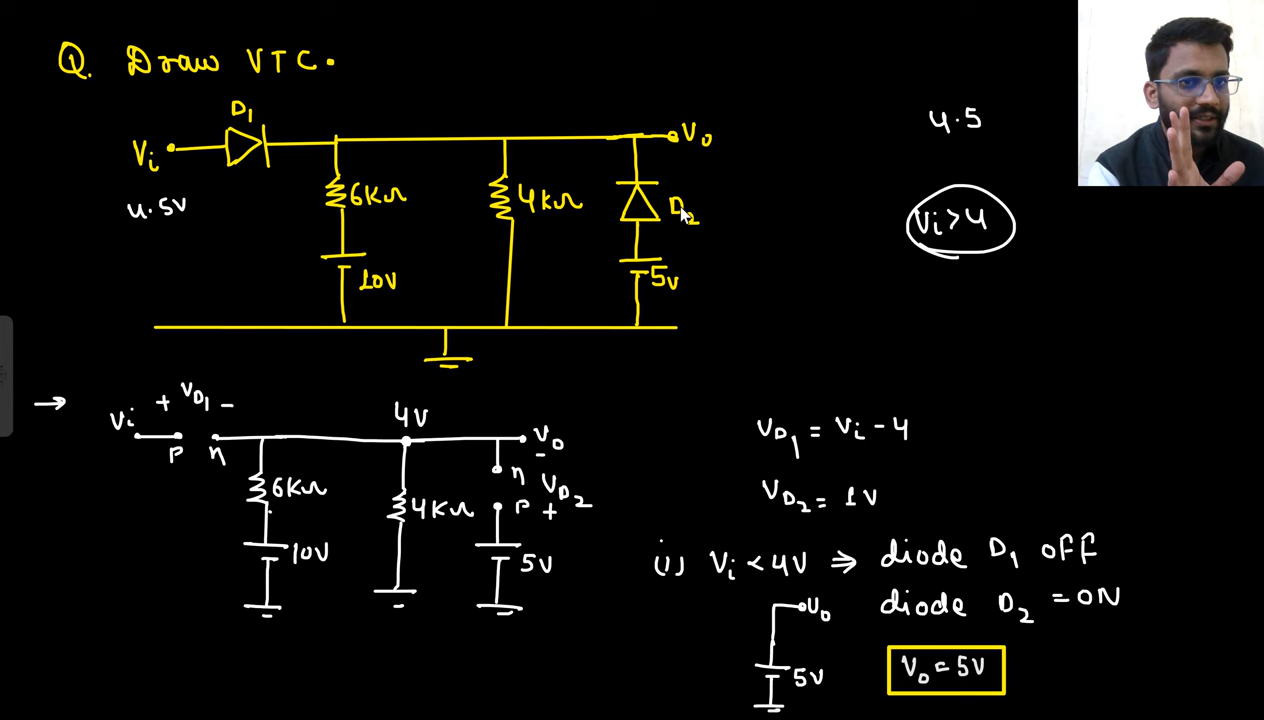 Q. Draw VTC.
D1
Vi
4.5V
6KΩ
10V
4KΩ
D2
5V
Vo
4.5
Vi>4
→ Vi + VD1 -
P n
6KΩ
10V
4V
4KΩ
Vo
-
n VD2
P +
5V
VD1 = Vi - 4
VD2 = 1V
(i) Vi < 4V ⇒ diode D1 off
diode D2 = ON
Vo
5V
Vo = 5V